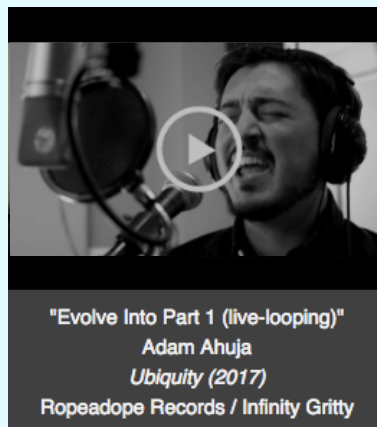 "Evolve Into Part 1 (live-looping)"
Adam Ahuja
Ubiquity (2017)
Ropeadope Records / Infinity Gritty